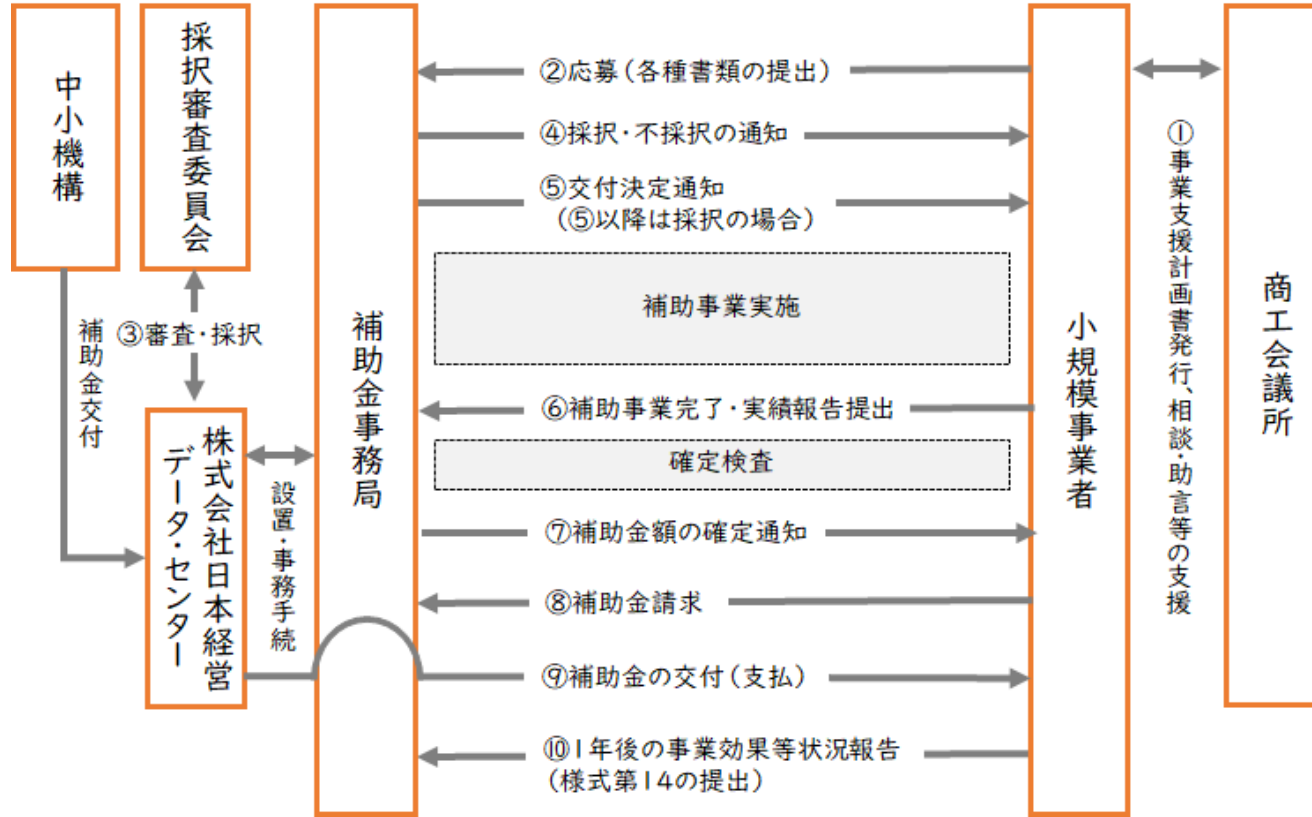 中小機構
採択審査委員会
補助金事務局
小規模事業者
商工会議所
株式会社日本経営
データ・センター
補助金交付
③審査・採択
設置・事務手続
①事業支援計画書発行、相談・助言等の支援
②応募(各種書類の提出)
④採択・不採択の通知
⑤交付決定通知
(⑤以降は採択の場合)
補助事業実施
⑥補助事業完了・実績報告提出
確定検査
⑦補助金額の確定通知
⑧補助金請求
⑨補助金の交付(支払)
⑩1年後の事業効果等状況報告
(様式第14の提出)